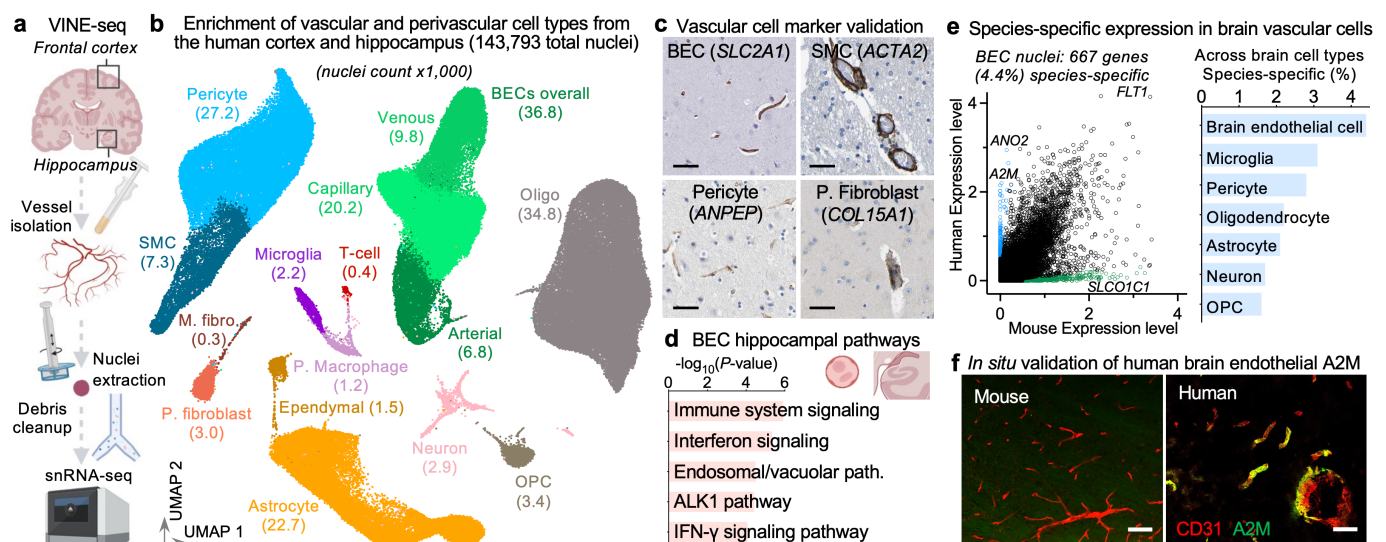 a VINE-seq
Frontal cortex
Hippocampus
Vessel
isolation
Nuclei
extraction
Debris
cleanup
snRNA-seq
b Enrichment of vascular and perivascular cell types from
the human cortex and hippocampus (143,793 total nuclei)
(nuclei count x1,000)
Pericyte
(27.2)
BECs overall
(36.8)
Venous
(9.8)
Capillary
(20.2)
Oligo
(34.8)
SMC
(7.3)
Microglia
(2.2)
T-cell
(0.4)
M. fibro.
(0.3)
Arterial
(6.8)
P. Macrophage
(1.2)
P. fibroblast
(3.0)
Ependymal (1.5)
Neuron
(2.9)
OPC
(3.4)
Astrocyte
(22.7)
UMAP 2
UMAP 1
c Vascular cell marker validation
BEC (SLC2A1)
SMC (ACTA2)
Pericyte
(ANPEP)
P. Fibroblast
(COL15A1)
d BEC hippocampal pathways
-log10(P-value)
0 2 4 6
Immune system signaling
Interferon signaling
Endosomal/vacuolar path.
ALK1 pathway
IFN-γ signaling pathway
e Species-specific expression in brain vascular cells
BEC nuclei: 667 genes
(4.4%) species-specific
FLT1
ANO2
A2M
SLCO1C1
Human Expression level
4
2
0
0 2 4
Mouse Expression level
Across brain cell types
Species-specific (%)
0 1 2 3 4
Brain endothelial cell
Microglia
Pericyte
Oligodendrocyte
Astrocyte
Neuron
OPC
f In situ validation of human brain endothelial A2M
Mouse
Human
CD31 A2M